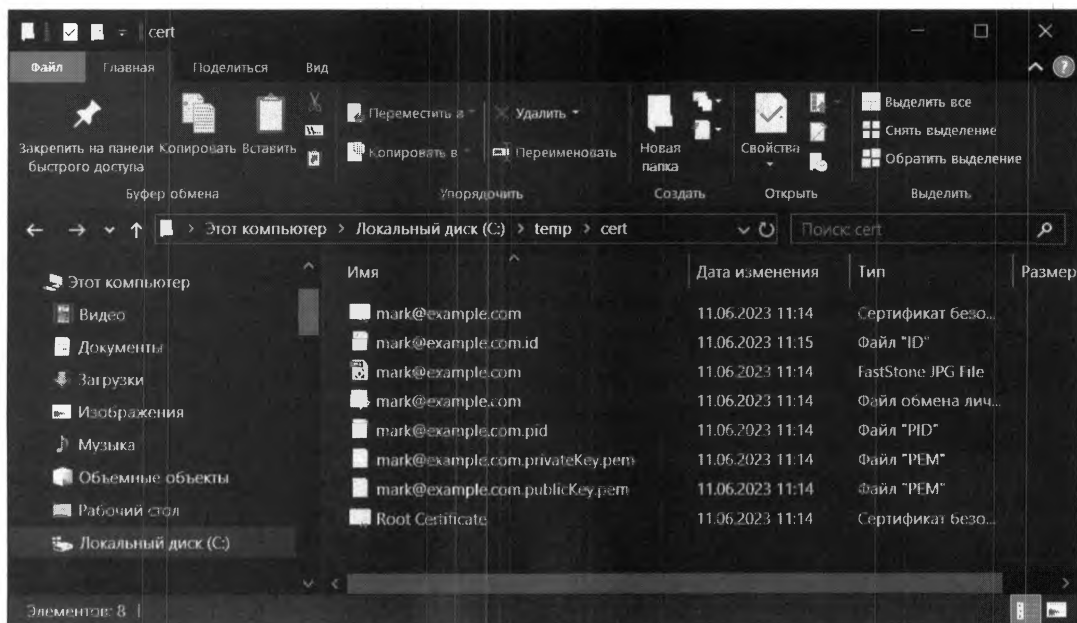 cert
Файл Главная Поделиться Вид
Переместить в Удалить Выделить все
Закрепить на панели быстрого доступа Копировать Вставить Копировать в Переименовать Новая папка Свойства Снять выделение
Обратить выделение
Буфер обмена Упорядочить Создать Открыть Выделить
Этот компьютер > Локальный диск (C:) > temp > cert Поиск: cert
Имя Дата изменения Тип Размер
Этот компьютер
Видео
Документы
Загрузки
Изображения
Музыка
Объемные объекты
Рабочий стол
Локальный диск (C:)
mark@example.com 11.06.2023 11:14 Сертификат безо...
mark@example.com.id 11.06.2023 11:15 Файл "ID"
mark@example.com 11.06.2023 11:14 FastStone JPG File
mark@example.com 11.06.2023 11:14 Файл обмена лич...
mark@example.com.pid 11.06.2023 11:14 Файл "PID"
mark@example.com.privateKey.pem 11.06.2023 11:14 Файл "PEM"
mark@example.com.publicKey.pem 11.06.2023 11:14 Файл "PEM"
Root Certificate 11.06.2023 11:14 Сертификат безо...
Элементов: 8